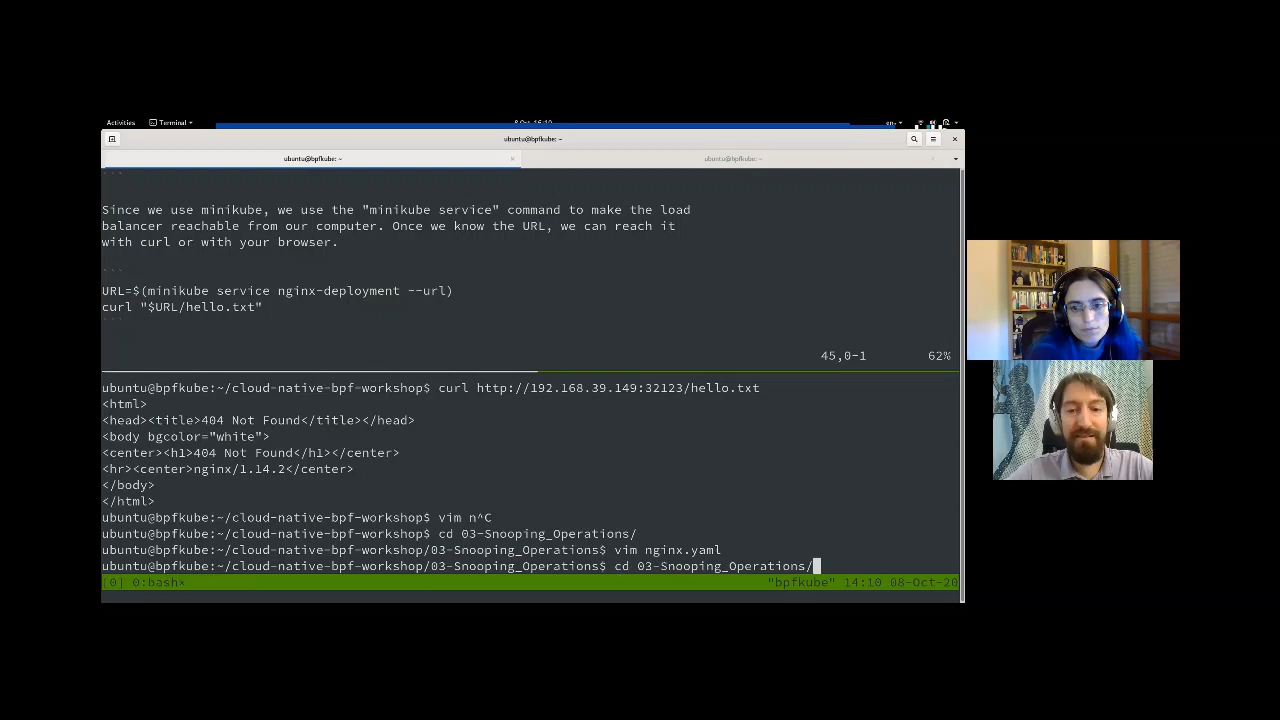 Activities
Terminal
8 Oct, 16:10
en
ubuntu@bpfkube: ~
ubuntu@bpfkube: ~
ubuntu@bpfkube: ~
```
Since we use minikube, we use the "minikube service" command to make the load
balancer reachable from our computer. Once we know the URL, we can reach it
with curl or with your browser.
```
URL=$(minikube service nginx-deployment --url)
curl "$URL/hello.txt"
```
45,0-1 62%
ubuntu@bpfkube:~/cloud-native-bpf-workshop$ curl http://192.168.39.149:32123/hello.txt
<html>
<head><title>404 Not Found</title></head>
<body bgcolor="white">
<center><h1>404 Not Found</h1></center>
<hr><center>nginx/1.14.2</center>
</body>
</html>
ubuntu@bpfkube:~/cloud-native-bpf-workshop$ vim n^C
ubuntu@bpfkube:~/cloud-native-bpf-workshop$ cd 03-Snooping_Operations/
ubuntu@bpfkube:~/cloud-native-bpf-workshop/03-Snooping_Operations$ vim nginx.yaml
ubuntu@bpfkube:~/cloud-native-bpf-workshop/03-Snooping_Operations$ cd 03-Snooping_Operations/
[0] 0:bash* "bpfkube" 14:10 08-Oct-20